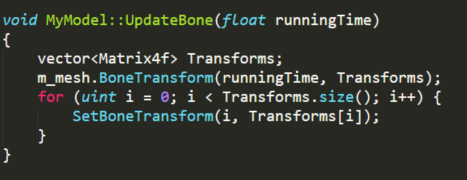 void MyModel::UpdateBone(float runningTime)
{
    vector<Matrix4f> Transforms;
    m_mesh.BoneTransform(runningTime, Transforms);
    for (uint i = 0; i < Transforms.size(); i++) {
        SetBoneTransform(i, Transforms[i]);
    }
}